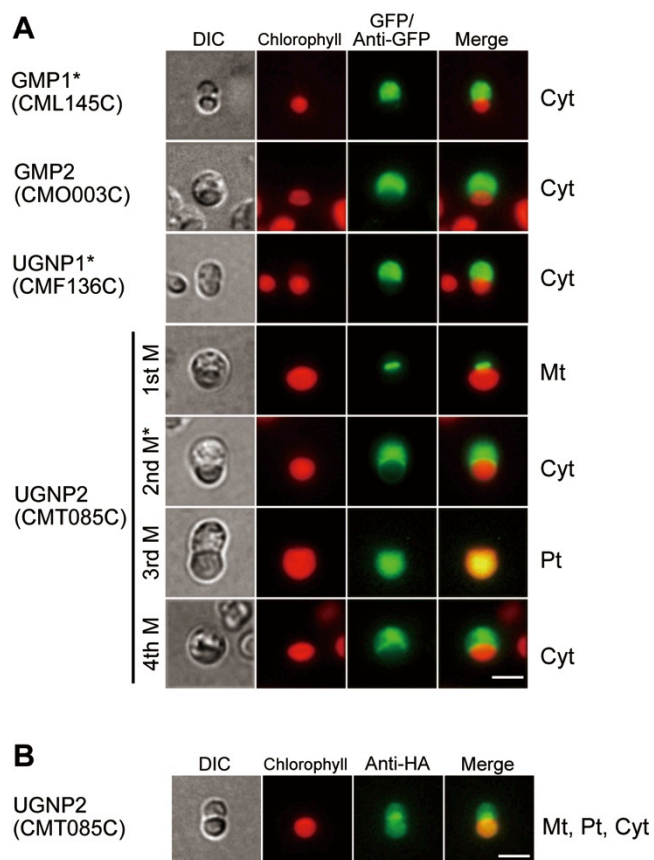 A
DIC
Chlorophyll
GFP/
Anti-GFP
Merge
GMP1*
(CML145C)
Cyt
GMP2
(CMO003C)
Cyt
UGNP1*
(CMF136C)
Cyt
UGNP2
(CMT085C)
1st M
Mt
2nd M*
Cyt
3rd M
Pt
4th M
Cyt
B
DIC
Chlorophyll
Anti-HA
Merge
UGNP2
(CMT085C)
Mt, Pt, Cyt